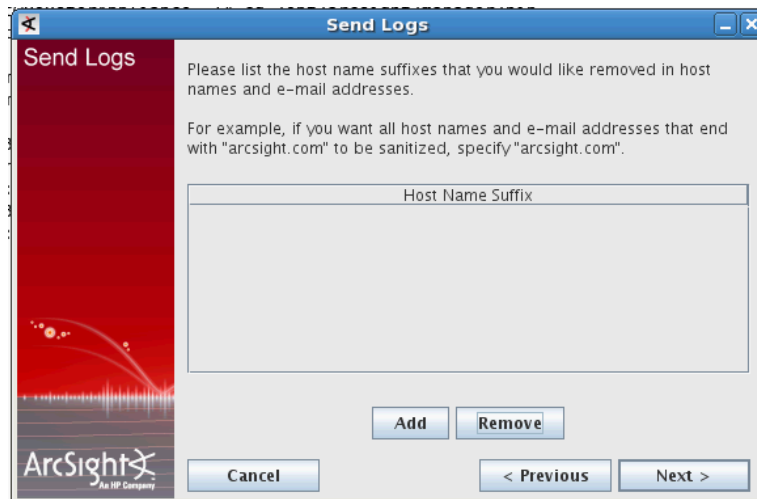 Send Logs
Send Logs
Please list the host name suffixes that you would like removed in host
names and e-mail addresses.
For example, if you want all host names and e-mail addresses that end
with "arcsight.com" to be sanitized, specify "arcsight.com".
Host Name Suffix
Add
Remove
ArcSight
An HP Company
Cancel
< Previous
Next >